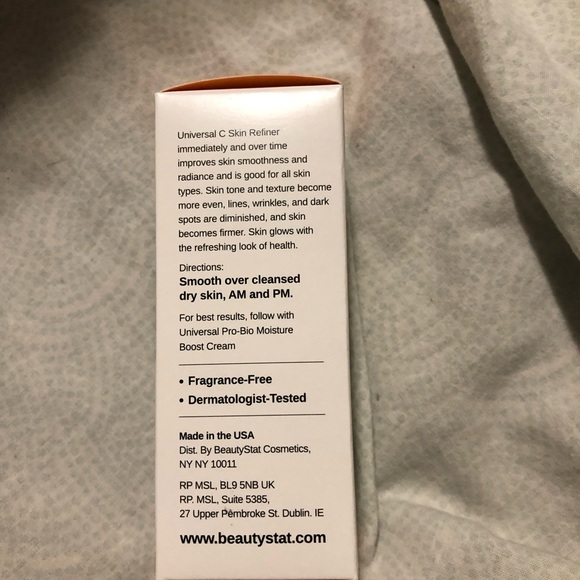 Universal C Skin Refiner
immediately and over time
improves skin smoothness and
radiance and is good for all skin
types. Skin tone and texture become
more even, lines, wrinkles, and dark
spots are diminished, and skin
becomes firmer. Skin glows with
the refreshing look of health.
Directions:
Smooth over cleansed
dry skin, AM and PM.
For best results, follow with
Universal Pro-Bio Moisture
Boost Cream
• Fragrance-Free
• Dermatologist-Tested
Made in the USA
Dist. By BeautyStat Cosmetics,
NY NY 10011
RP MSL, BL9 5NB UK
RP. MSL, Suite 5385,
27 Upper Pembroke St. Dublin. IE
www.beautystat.com